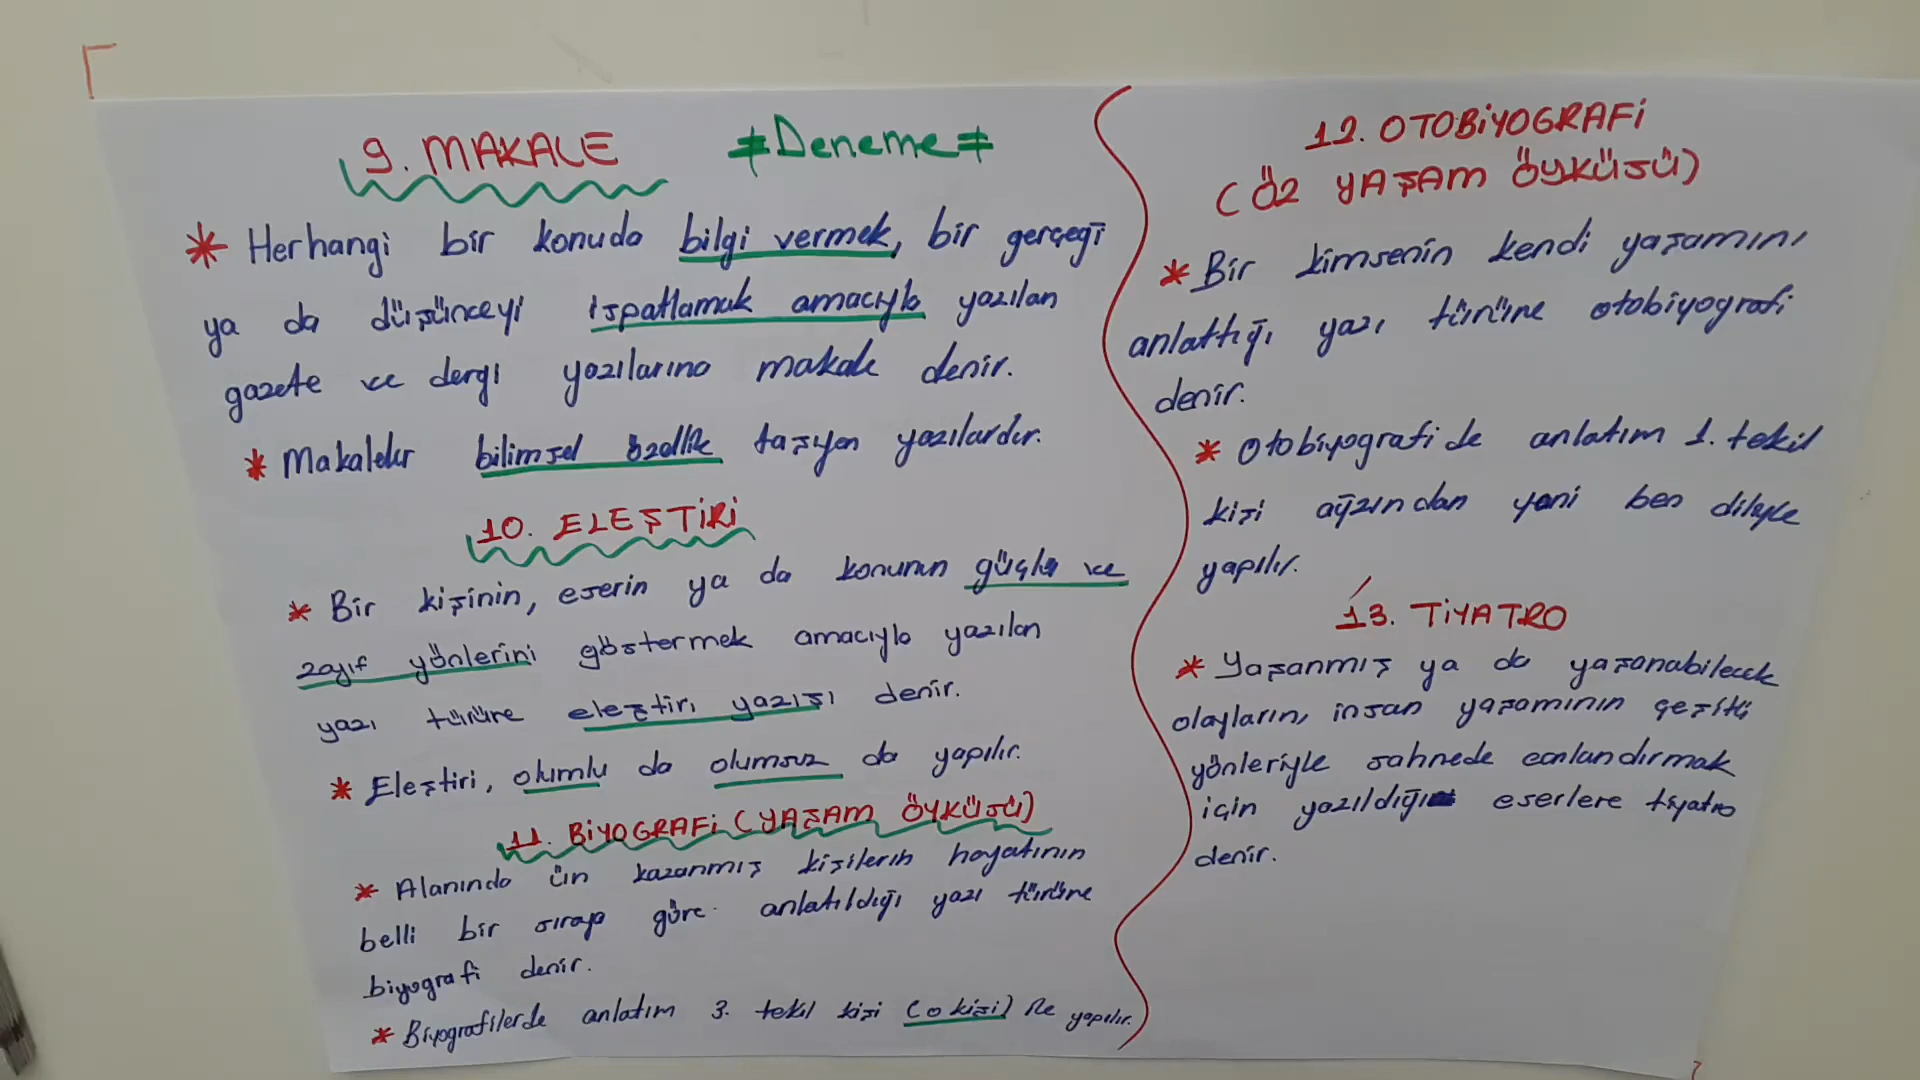 9. MAKALE ≠Deneme≠
* Herhangi bir konuda bilgi vermek, bir gerçeği
ya da düşünceyi ispatlamak amacıyla yazılan
gazete ve dergi yazılarına makale denir.
* Makaleler bilimsel özellik taşıyan yazılardır.
10. ELEŞTİRİ
* Bir kişinin, eserin ya da konunun güçlü ve
zayıf yönlerini göstermek amacıyla yazılan
yazı türüne eleştiri yazısı denir.
* Eleştiri, olumlu da olumsuz da yapılır.
11. BİYOGRAFİ (YAŞAM ÖYKÜSÜ)
* Alanında ün kazanmış kişilerin hayatının
belli bir sıraya göre anlatıldığı yazı türüne
biyografi denir.
* Biyografilerde anlatım 3. tekil kişi (o kişi) ile yapılır.
12. OTOBİYOGRAFİ
(ÖZ YAŞAM ÖYKÜSÜ)
* Bir kimsenin kendi yaşamını
anlattığı yazı türüne otobiyografi
denir.
* Otobiyografide anlatım 1. tekil
kişi ağzından yani ben diliyle
yapılır.
13. TİYATRO
* Yaşanmış ya da yaşanabilecek
olayların, insan yaşamının çeşitli
yönleriyle sahnede canlandırmak
için yazıldığı eserlere tiyatro
denir.